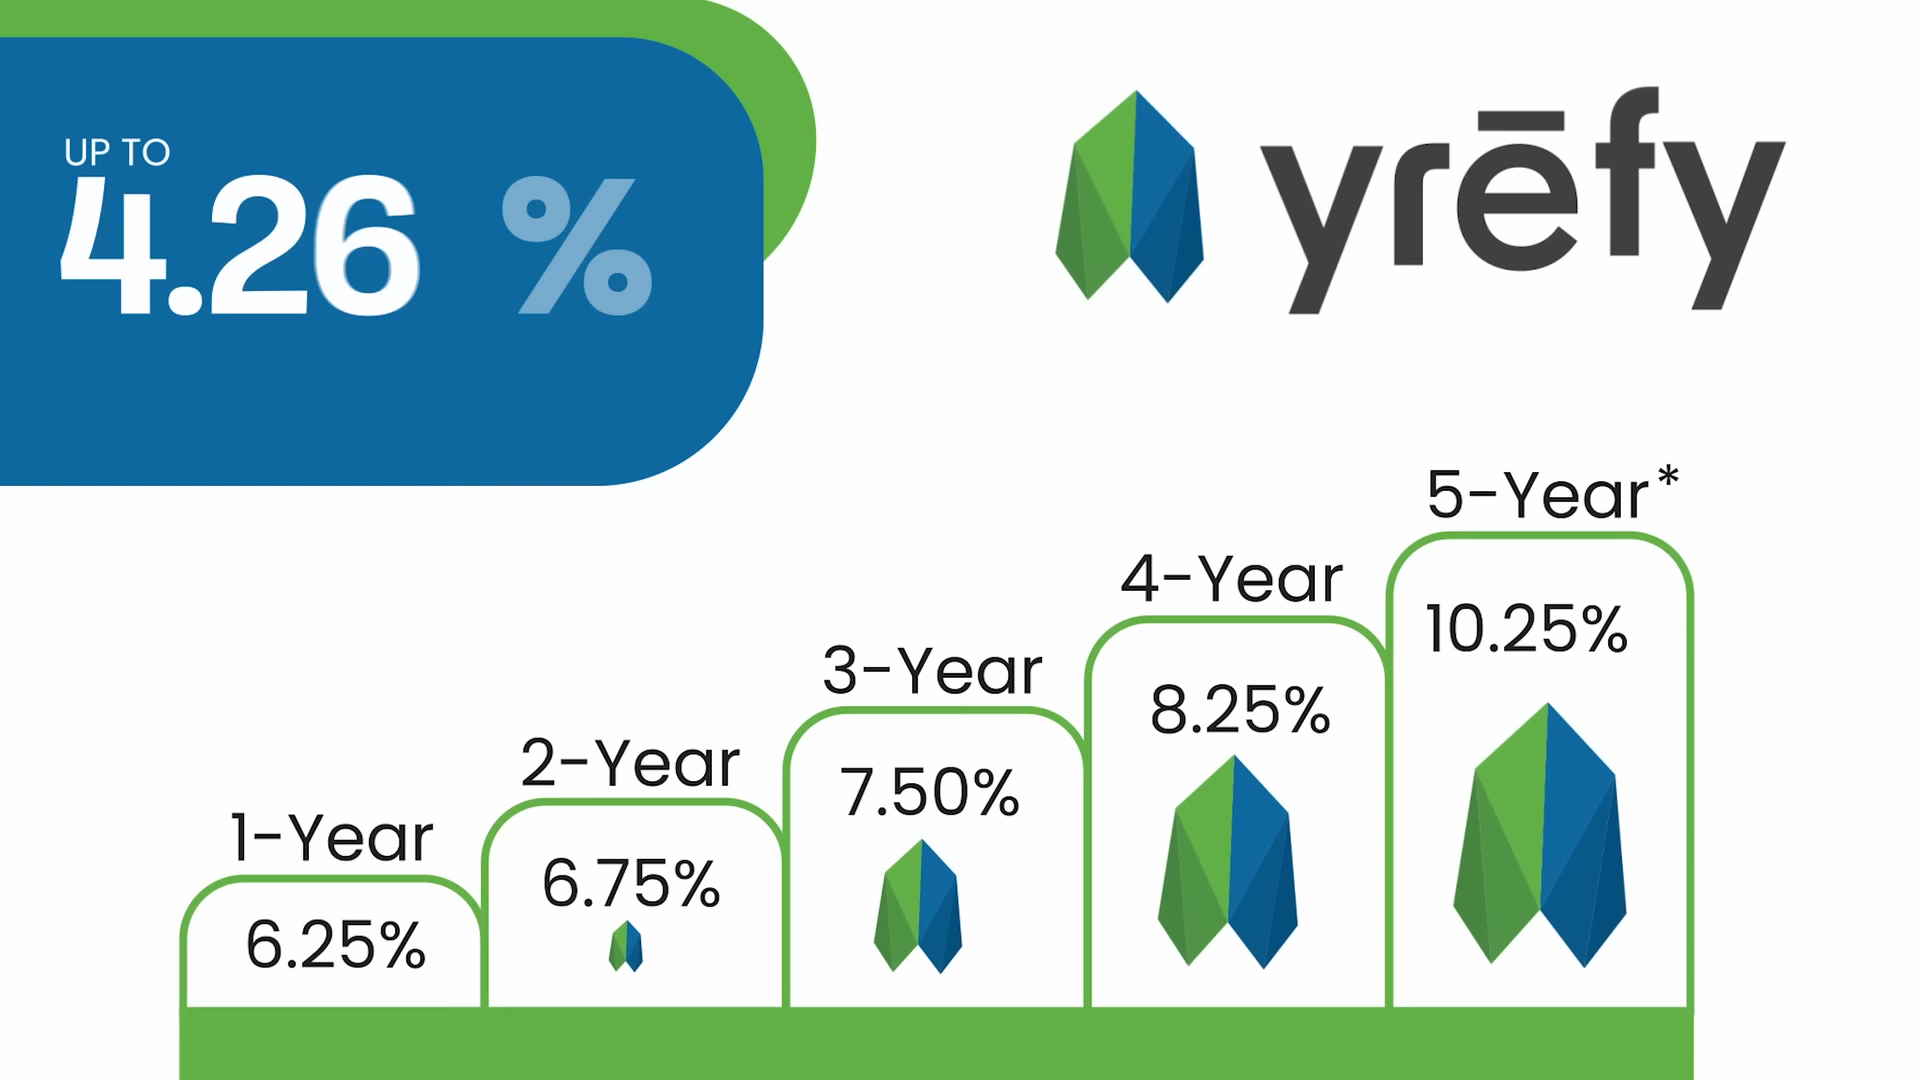 UP TO
4.26 %
yrēfy
1-Year
6.25%
2-Year
6.75%
3-Year
7.50%
4-Year
8.25%
5-Year*
10.25%